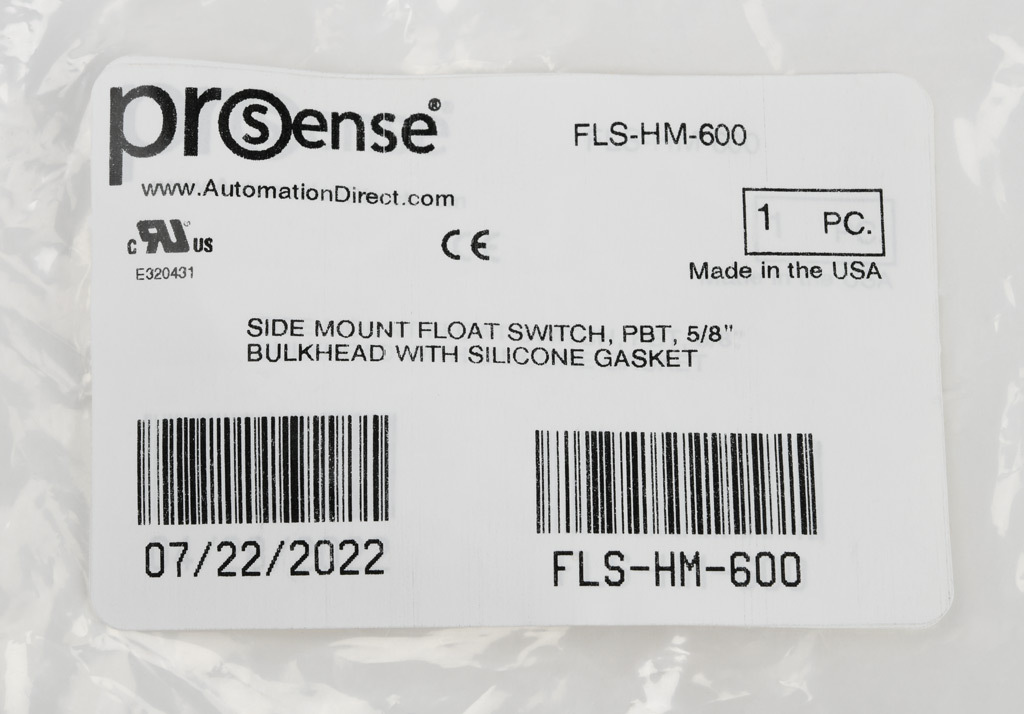 prosense®
FLS-HM-600
www.AutomationDirect.com
1 PC.
c RU US
CE
E320431
Made in the USA
SIDE MOUNT FLOAT SWITCH, PBT, 5/8"
BULKHEAD WITH SILICONE GASKET
07/22/2022
FLS-HM-600